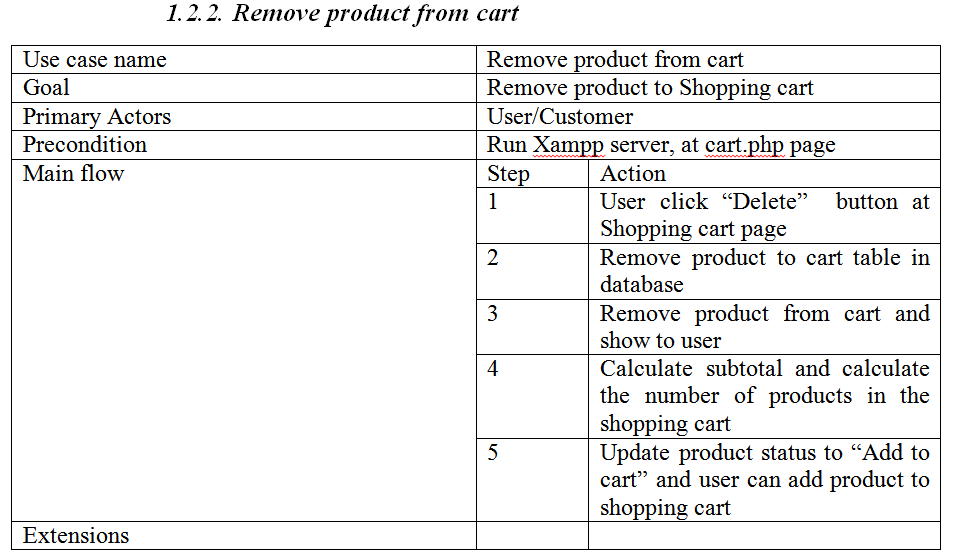 1.2.2. Remove product from cart
Use case name Remove product from cart
Goal Remove product to Shopping cart
Primary Actors User/Customer
Precondition Run Xampp server, at cart.php page
Main flow Step Action
1 User click “Delete” button at
Shopping cart page
2 Remove product to cart table in
database
3 Remove product from cart and
show to user
4 Calculate subtotal and calculate
the number of products in the
shopping cart
5 Update product status to “Add to
cart” and user can add product to
shopping cart
Extensions